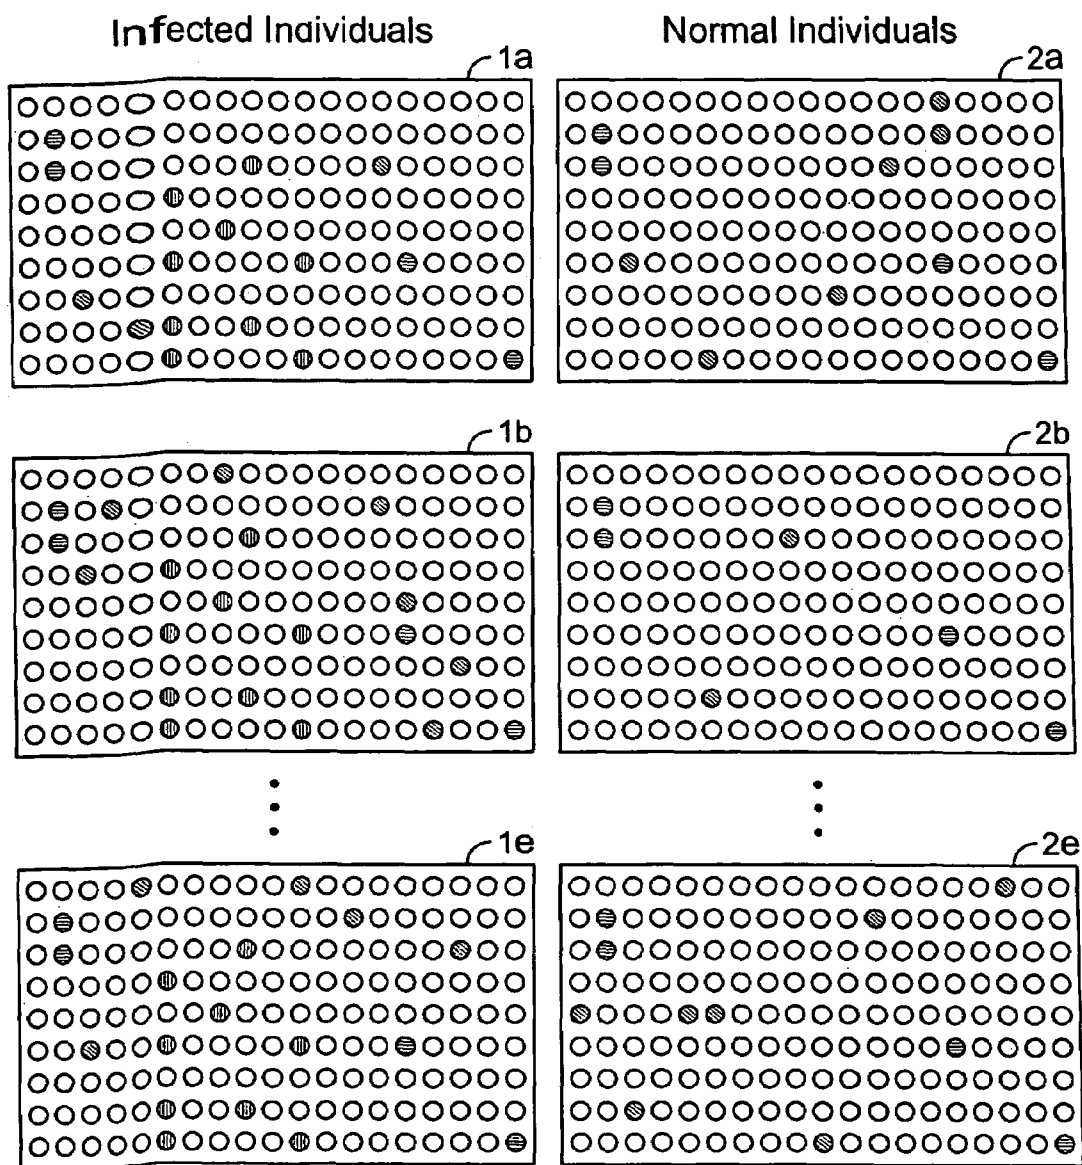 Infected Individuals
Normal Individuals
1a
2a
1b
2b
1e
2e